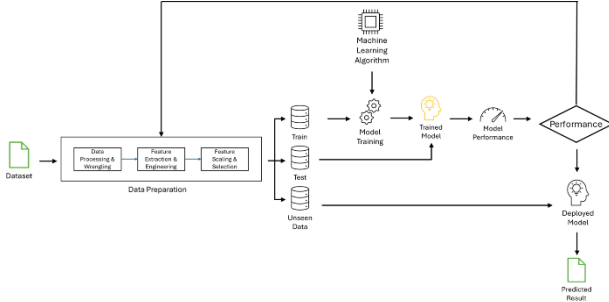 Machine
Learning
Algorithm
Dataset
Data
Processing &
Wrangling
Feature
Extraction &
Engineering
Feature
Scaling &
Selection
Data Preparation
Train
Test
Unseen
Data
Model
Training
Trained
Model
Model
Performance
Performance
Deployed
Model
Predicted
Result